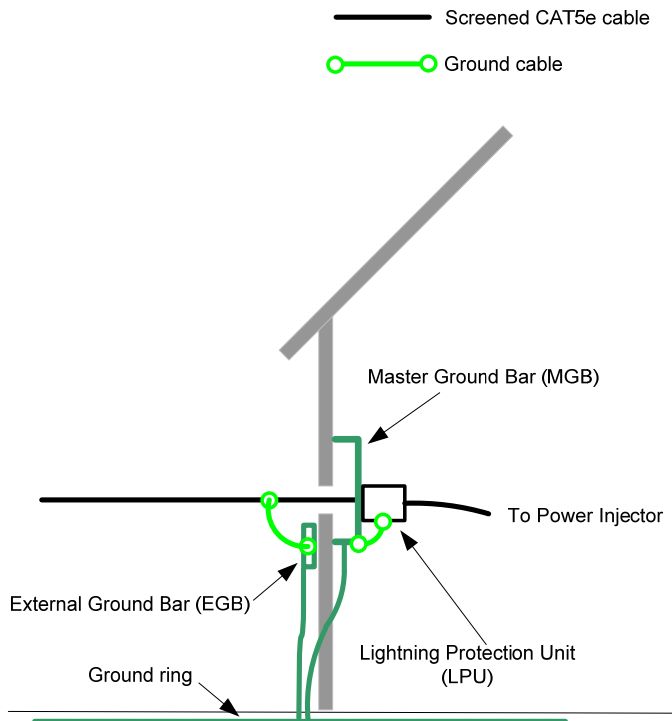 Screened CAT5e cable
Ground cable
Master Ground Bar (MGB)
To Power Injector
External Ground Bar (EGB)
Lightning Protection Unit
(LPU)
Ground ring